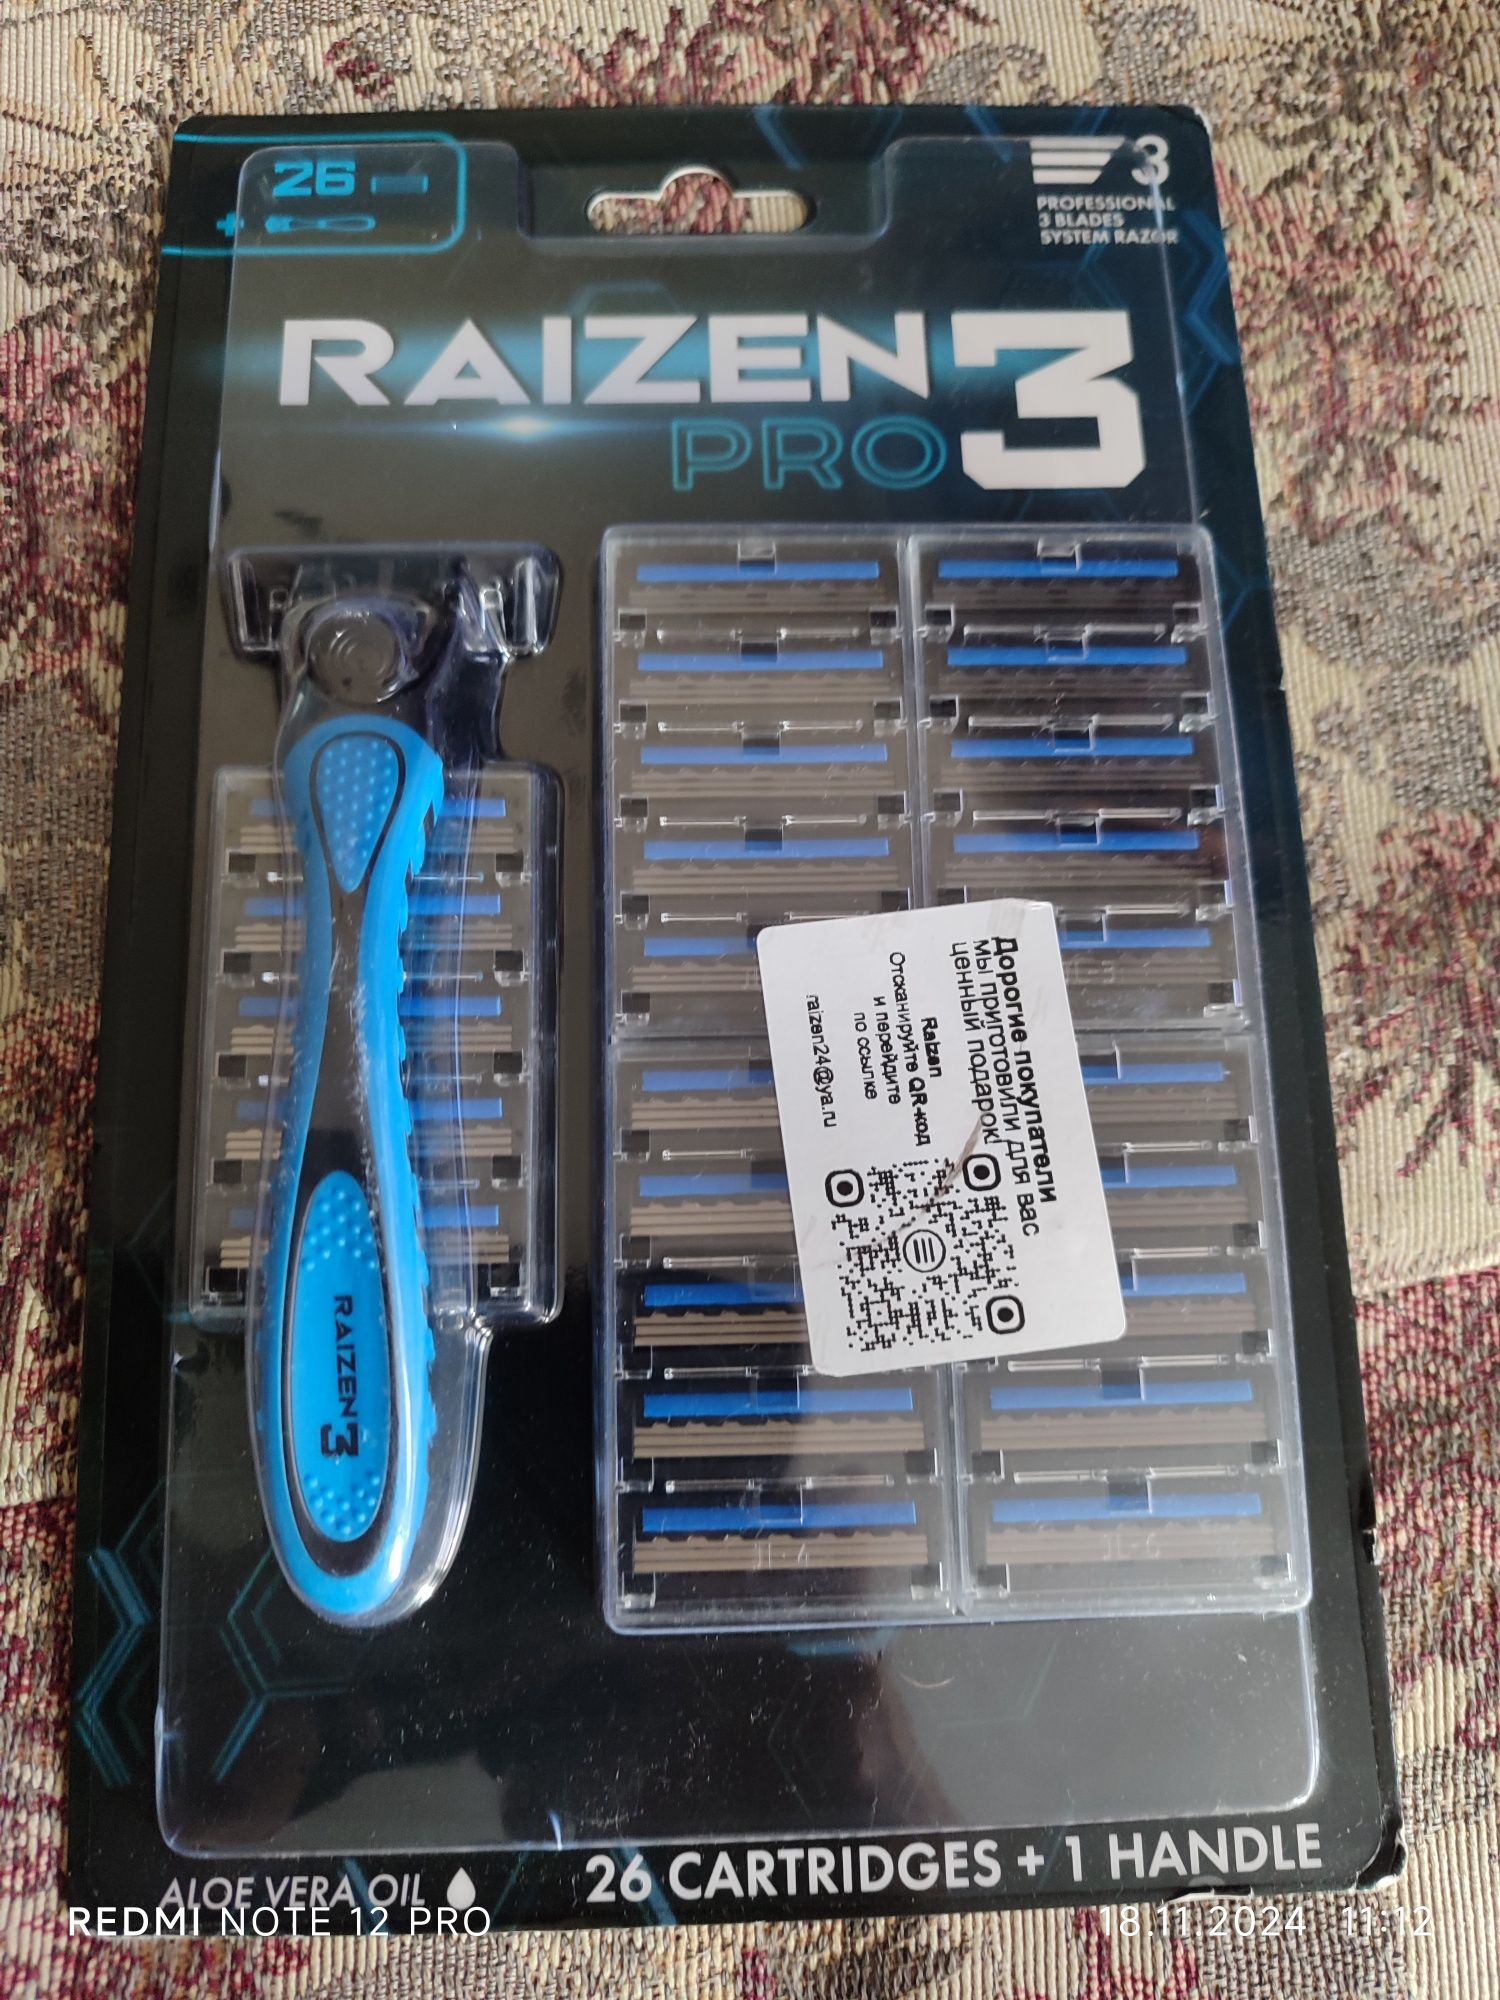 26
+
3
PROFESSIONAL
3 BLADES
SYSTEM RAZOR
RAIZEN 3
PRO
Дорогие покупатели
мы приготовили для вас
ценный подарок!
Raizen
Отсканируйте QR-код
и перейдите
по ссылке
raizen24@ya.ru
RAIZEN 3
ALOE VERA OIL
26 CARTRIDGES + 1 HANDLE
REDMI NOTE 12 PRO
18.11.2024 11:12